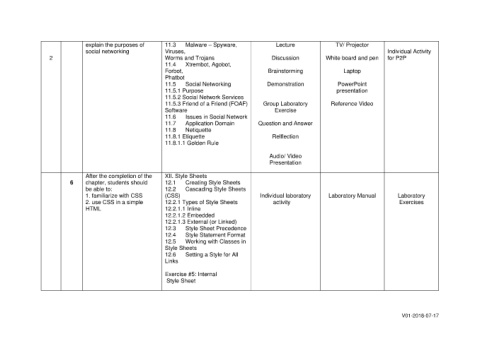 2
explain the purposes of
social networking
11.3 Malware – Spyware,
Viruses,
Worms and Trojans
11.4 Xtrembot, Agobot,
Forbot,
Phatbot
11.5 Social Networking
11.5.1 Purpose
11.5.2 Social Network Services
11.5.3 Friend of a Friend (FOAF)
Software
11.6 Issues in Social Network
11.7 Application Domain
11.8 Netiquette
11.8.1 Etiquette
11.8.1.1 Golden Rule
Lecture
Discussion
Brainstorming
Demonstration
Group Laboratory
Exercise
Question and Answer
Relflection
Audio/ Video
Presentation
TV/ Projector
White board and pen
Laptop
PowerPoint
presentation
Reference Video
Individual Activity
for P2P
6
After the completion of the
chapter, students should
be able to:
1. familiarize with CSS
2. use CSS in a simple
HTML
XII. Style Sheets
12.1 Creating Style Sheets
12.2 Cascading Style Sheets
(CSS)
12.2.1 Types of Style Sheets
12.2.1.1 Inline
12.2.1.2 Embedded
12.2.1.3 External (or Linked)
12.3 Style Sheet Precedence
12.4 Style Statement Format
12.5 Working with Classes in
Style Sheets
12.6 Setting a Style for All
Links
Exercise #5: Internal
Style Sheet
Individual laboratory
activity
Laboratory Manual
Laboratory
Exercises
V01-2018-07-17